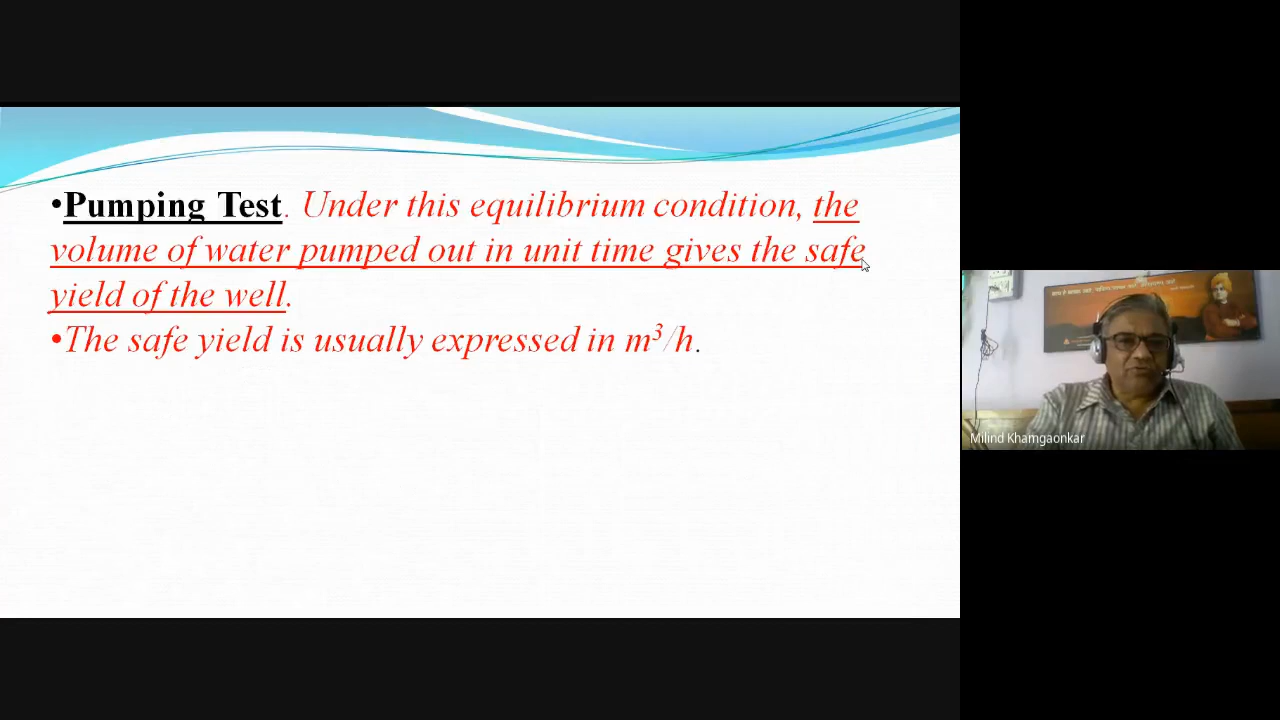 •Pumping Test. Under this equilibrium condition, the
volume of water pumped out in unit time gives the safe
yield of the well.
•The safe yield is usually expressed in m³/h.
Milind Khamgaonkar